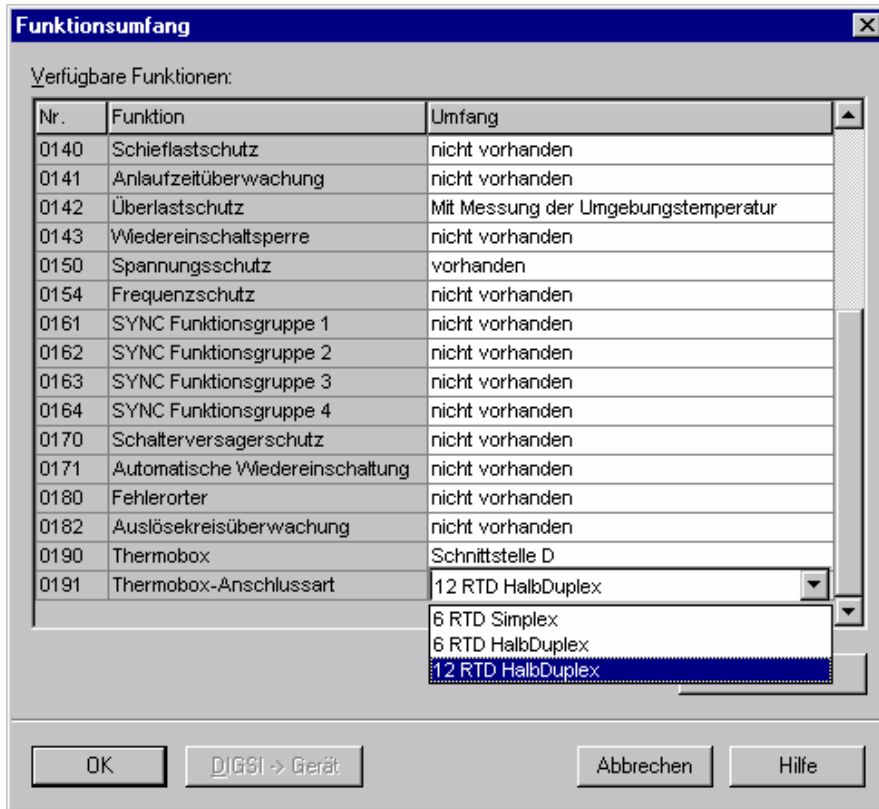 Funktionsumfang
Verfügbare Funktionen:
Nr. Funktion Umfang
0140 Schieflastschutz nicht vorhanden
0141 Anlaufzeitüberwachung nicht vorhanden
0142 Überlastschutz Mit Messung der Umgebungstemperatur
0143 Wiedereinschaltsperre nicht vorhanden
0150 Spannungsschutz vorhanden
0154 Frequenzschutz nicht vorhanden
0161 SYNC Funktionsgruppe 1 nicht vorhanden
0162 SYNC Funktionsgruppe 2 nicht vorhanden
0163 SYNC Funktionsgruppe 3 nicht vorhanden
0164 SYNC Funktionsgruppe 4 nicht vorhanden
0170 Schalterversagerschutz nicht vorhanden
0171 Automatische Wiedereinschaltung nicht vorhanden
0180 Fehlerorter nicht vorhanden
0182 Auslösekreisüberwachung nicht vorhanden
0190 Thermobox Schnittstelle D
0191 Thermobox-Anschlussart 12 RTD HalbDuplex
6 RTD Simplex
6 RTD HalbDuplex
12 RTD HalbDuplex
OK DIGSI -> Gerät Abbrechen Hilfe